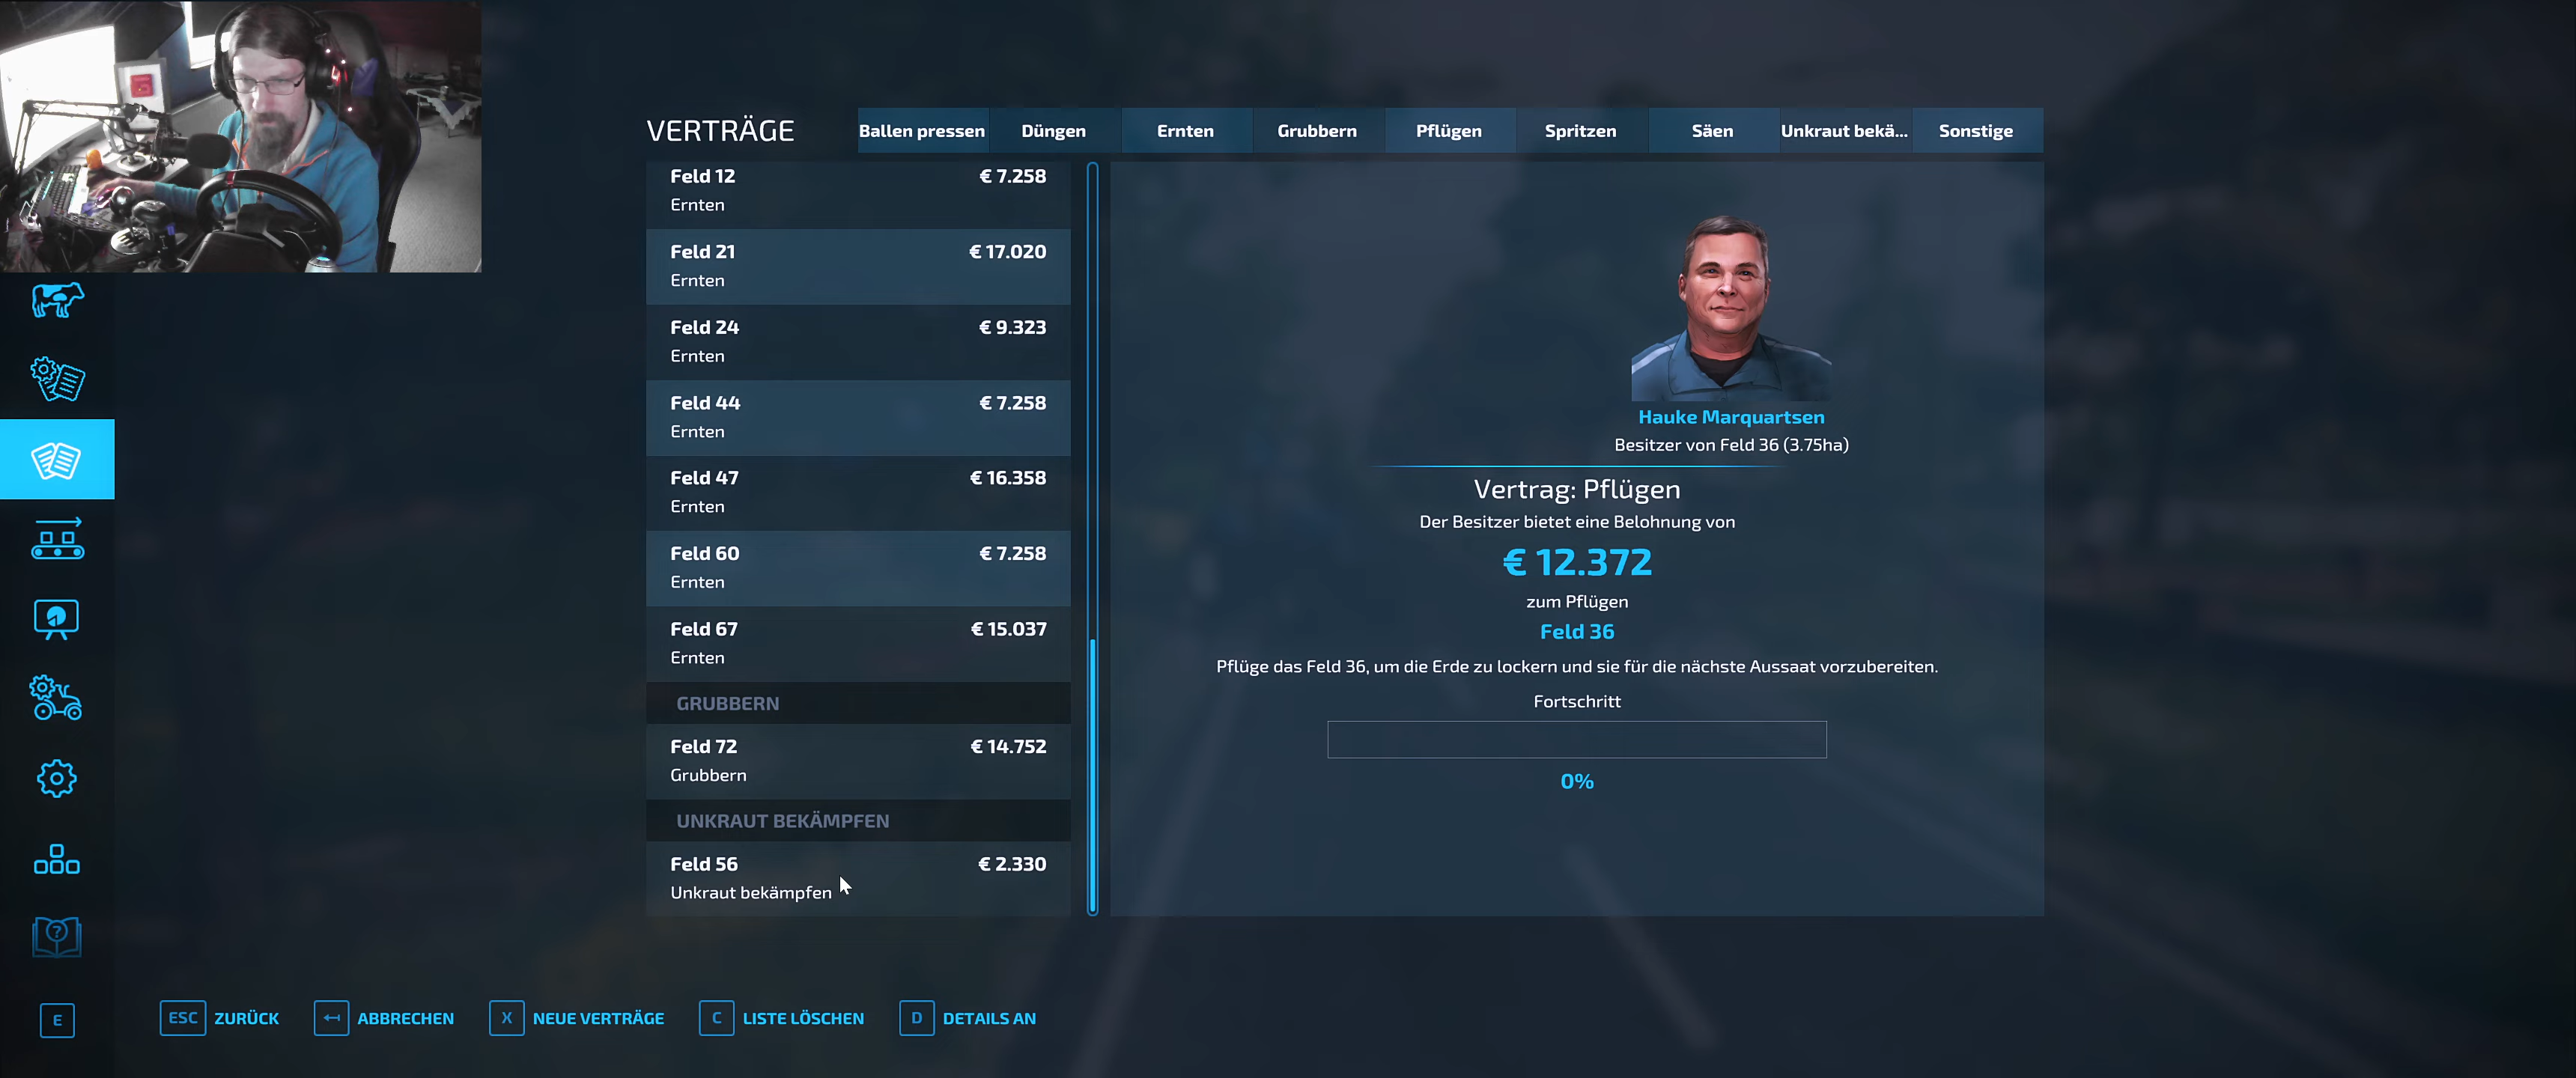 VERTRÄGE
Ballen pressen
Düngen
Ernten
Grubbern
Pflügen
Spritzen
Säen
Unkraut bekä...
Sonstige
Feld 12 € 7.258
Ernten
Feld 21 € 17.020
Ernten
Feld 24 € 9.323
Ernten
Feld 44 € 7.258
Ernten
Feld 47 € 16.358
Ernten
Feld 60 € 7.258
Ernten
Feld 67 € 15.037
Ernten
GRUBBERN
Feld 72 € 14.752
Grubbern
UNKRAUT BEKÄMPFEN
Feld 56 € 2.330
Unkraut bekämpfen
Hauke Marquartsen
Besitzer von Feld 36 (3.75ha)
Vertrag: Pflügen
Der Besitzer bietet eine Belohnung von
€ 12.372
zum Pflügen
Feld 36
Pflüge das Feld 36, um die Erde zu lockern und sie für die nächste Aussaat vorzubereiten.
Fortschritt
0%
E
ESC ZURÜCK
ABBRECHEN
X NEUE VERTRÄGE
C LISTE LÖSCHEN
D DETAILS AN